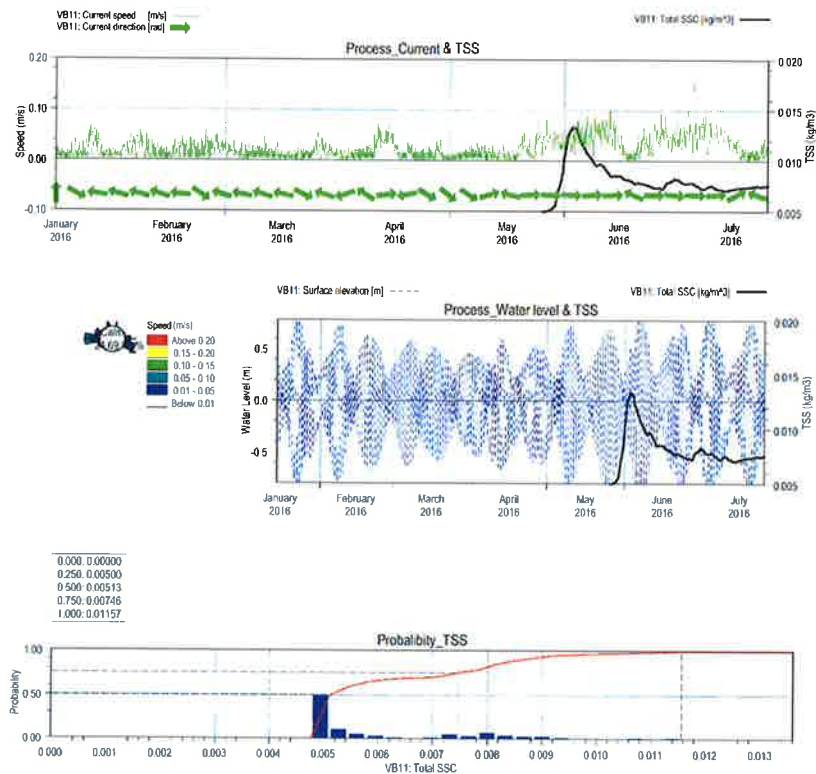 VB11: Current speed [m/s]
VB11: Current direction [rad]
VB11: Total SSC [kg/m^3]
Process_Current & TSS
0.20
0.10
0.00
-0.10
Speed (m/s)
0.020
0.015
0.010
0.005
TSS (kg/m3)
January 2016
February 2016
March 2016
April 2016
May 2016
June 2016
July 2016
VB11: Surface elevation [m]
VB11: Total SSC [kg/m^3]
Process_Water level & TSS
Speed (m/s)
Above 0.20
0.15 - 0.20
0.10 - 0.15
0.05 - 0.10
0.01 - 0.05
Below 0.01
0.5
0.0
-0.5
Water Level (m)
0.020
0.015
0.010
0.005
TSS (kg/m3)
January 2016
February 2016
March 2016
April 2016
May 2016
June 2016
July 2016
0.000: 0.00000
0.250: 0.00500
0.500: 0.00513
0.750: 0.00746
1.000: 0.01157
Probalibity_TSS
1.00
0.50
0.00
Probability
0.000 0.001 0.002 0.003 0.004 0.005 0.006 0.007 0.008 0.009 0.010 0.011 0.012 0.013
VB11: Total SSC